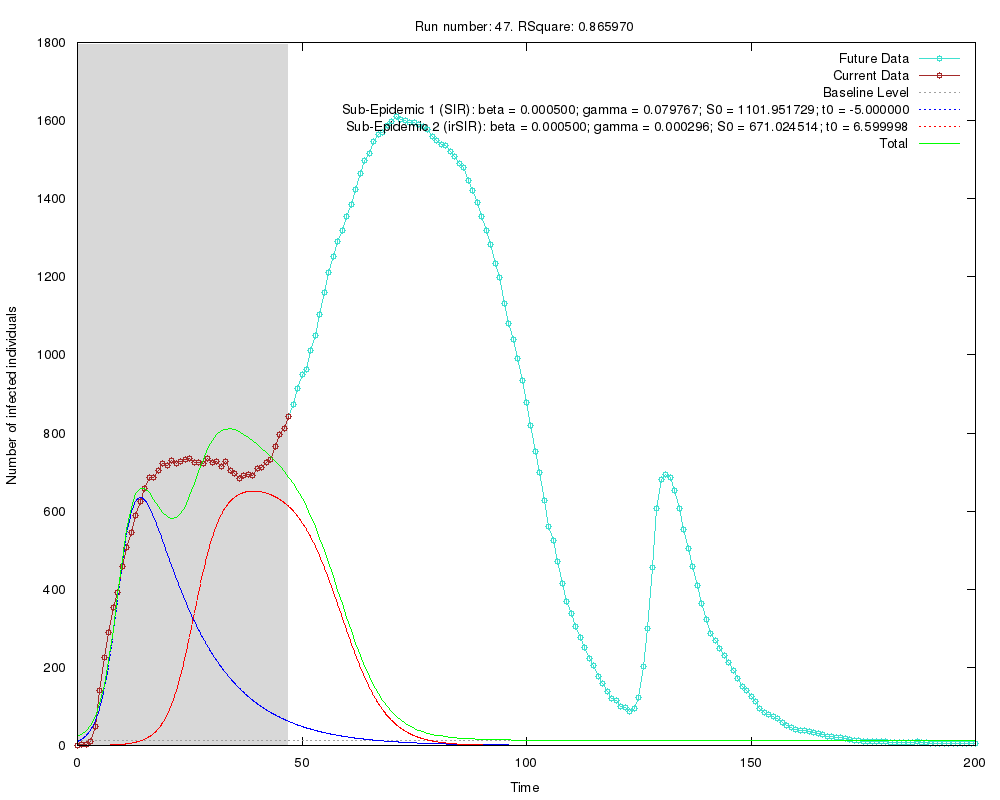 Run number: 47. RSquare: 0.865970
1800
1600
1400
1200
1000
800
600
400
200
0
Number of infected individuals
Future Data
Current Data
Baseline Level
Sub-Epidemic 1 (SIR): beta = 0.000500; gamma = 0.079767; S0 = 1101.951729; t0 = -5.000000
Sub-Epidemic 2 (irSIR): beta = 0.000500; gamma = 0.000296; S0 = 671.024514; t0 = 6.599998
Total
0 50 100 150 200
Time